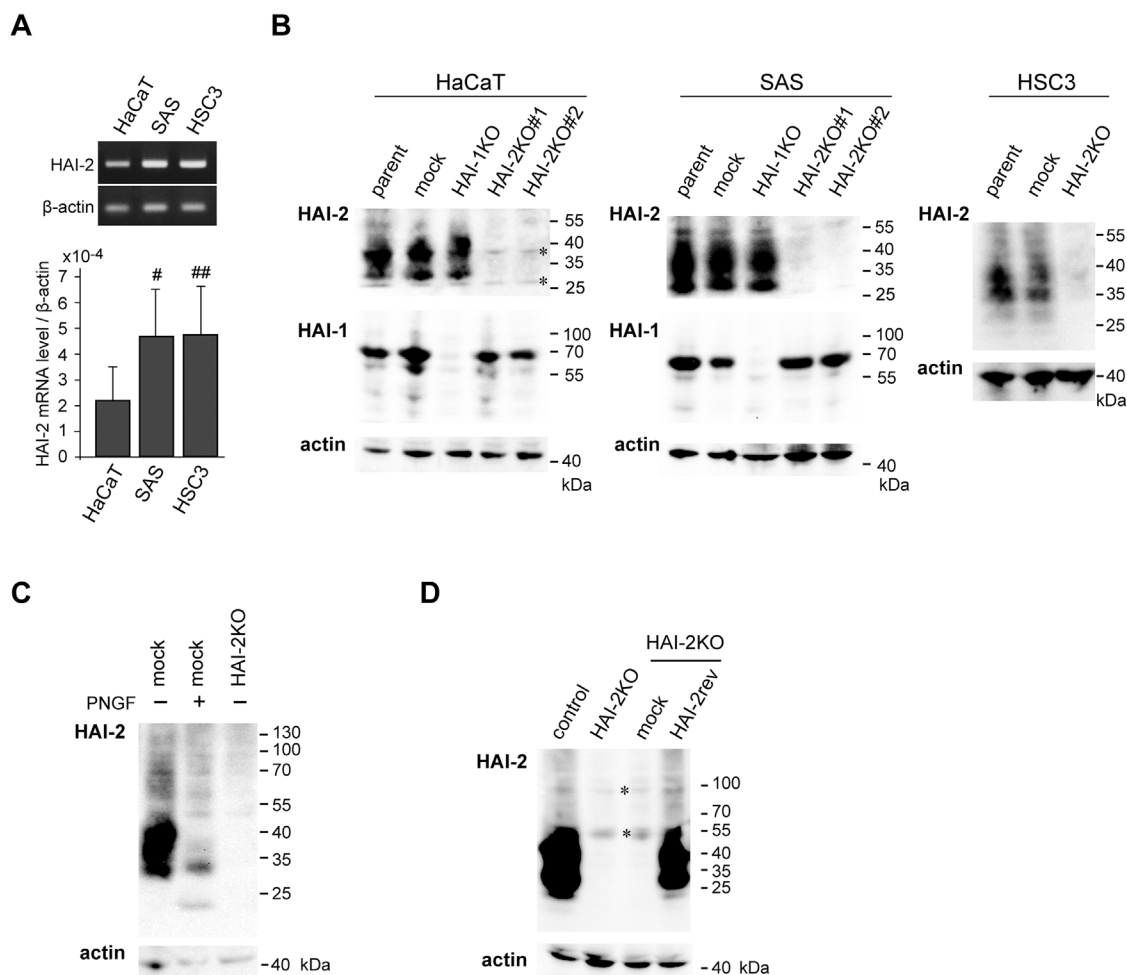 A
HaCaT SAS HSC3
HAI-2
β-actin
x10⁻⁴
HAI-2 mRNA level / β-actin
7
6
5
4
3
2
1
0
# ##
HaCaT SAS HSC3
B
HaCaT
parent mock HAI-1KO HAI-2KO#1 HAI-2KO#2
HAI-2
55
40
35
25
*
*
HAI-1
100
70
55
actin
40
kDa
SAS
parent mock HAI-1KO HAI-2KO#1 HAI-2KO#2
HAI-2
55
40
35
25
HAI-1
100
70
55
actin
40
kDa
HSC3
parent mock HAI-2KO
HAI-2
55
40
35
25
actin
40
kDa
C
mock mock HAI-2KO
PNGF − + −
HAI-2
130
100
70
55
40
35
25
actin
40 kDa
D
HAI-2KO
control HAI-2KO mock HAI-2rev
HAI-2
100
70
55
40
35
25
*
*
actin
40 kDa